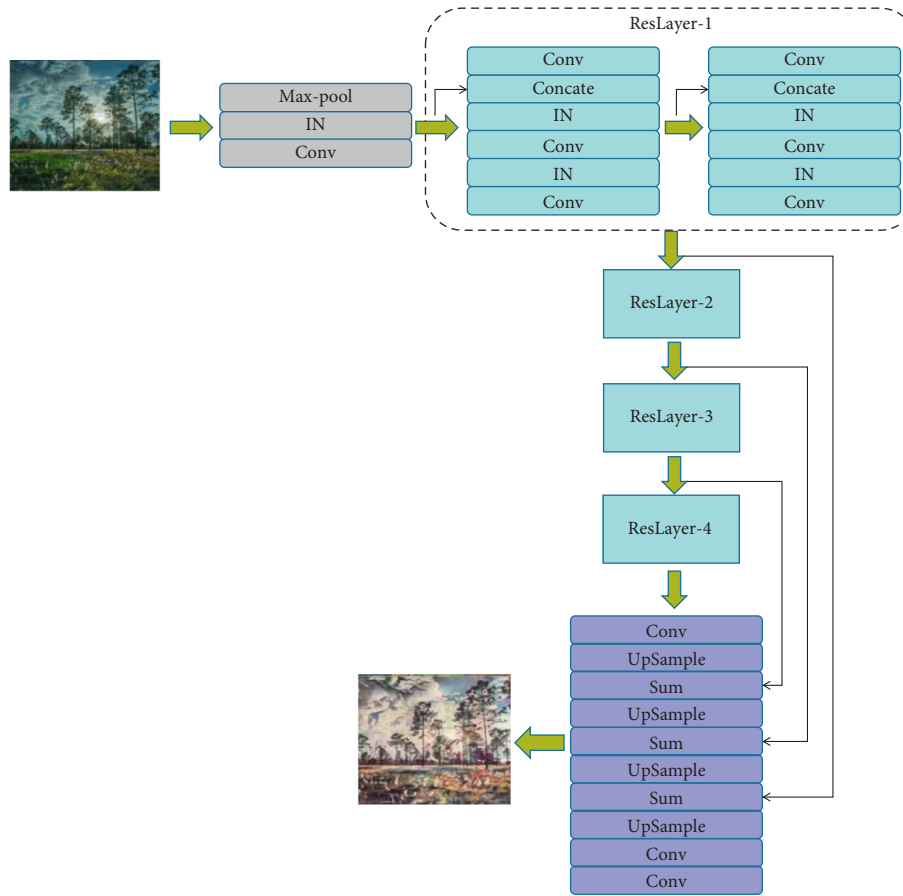 ResLayer-1
Max-pool
IN
Conv
Conv
Concate
IN
Conv
IN
Conv
Conv
Concate
IN
Conv
IN
Conv
ResLayer-2
ResLayer-3
ResLayer-4
Conv
UpSample
Sum
UpSample
Sum
UpSample
Sum
UpSample
Conv
Conv